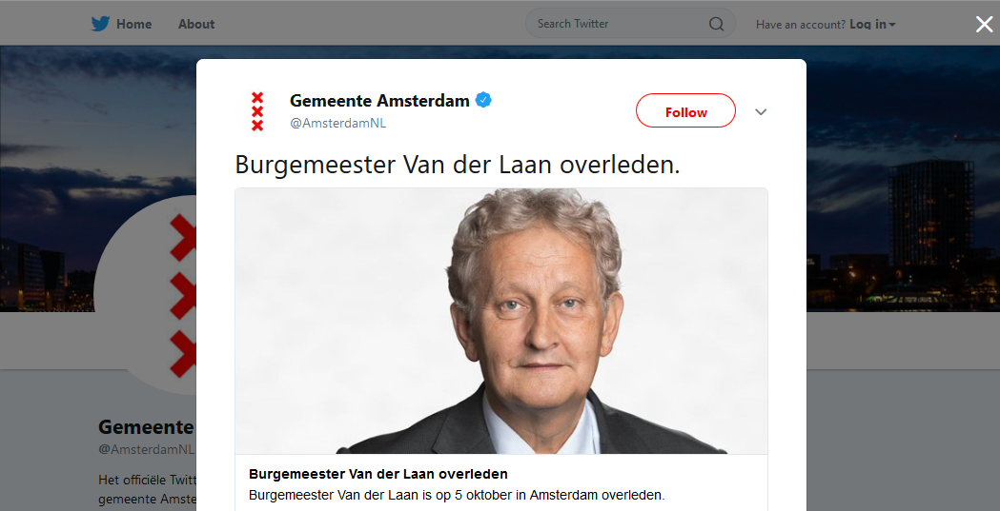 Home About Search Twitter Have an account? Log in
Gemeente Amsterdam
@AmsterdamNL
Follow
Burgemeester Van der Laan overleden.
Burgemeester Van der Laan overleden
Burgemeester Van der Laan is op 5 oktober in Amsterdam overleden.
Gemeente
@AmsterdamNL
Het officiële Twitt
gemeente Amste